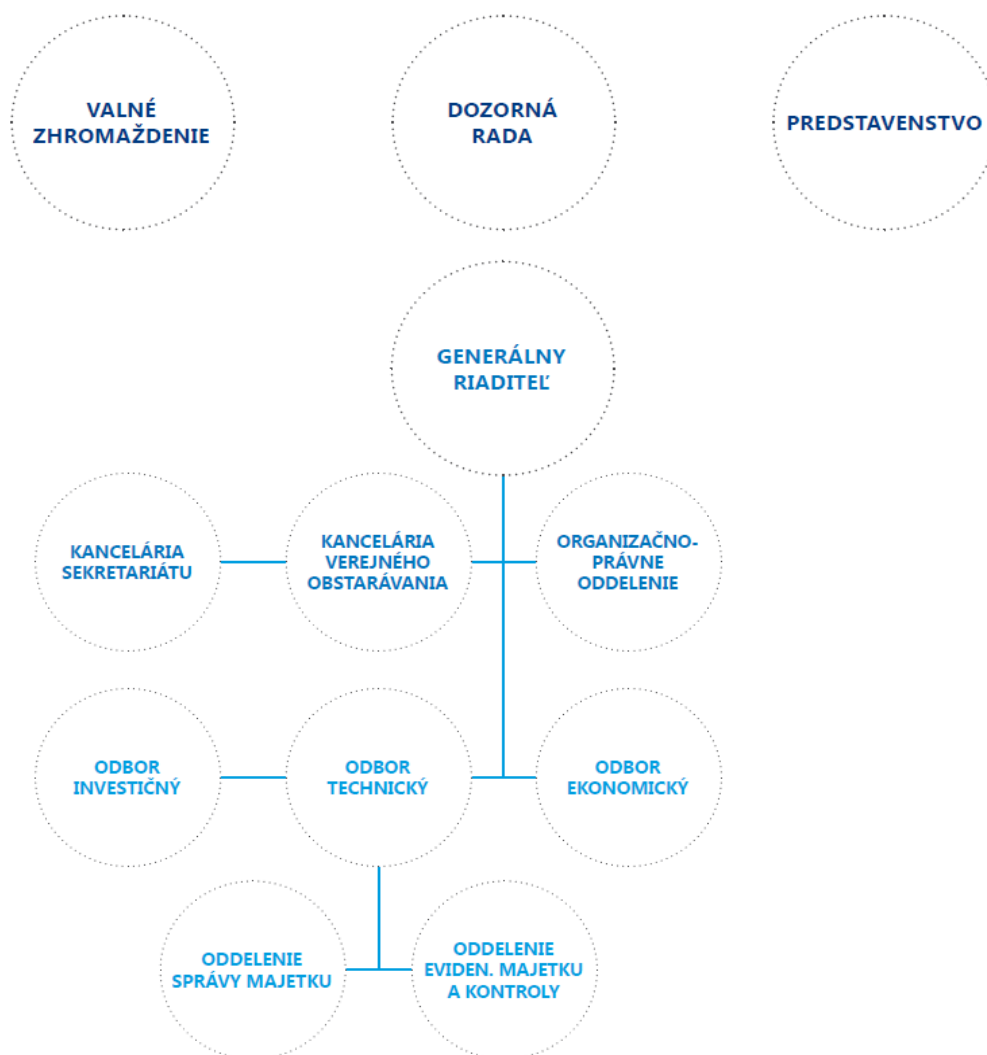 VALNÉ
ZHROMAŽDENIE
DOZORNÁ
RADA
PREDSTAVENSTVO
GENERÁLNY
RIADITEĽ
KANCELÁRIA
SEKRETARIÁTU
KANCELÁRIA
VEREJNÉHO
OBSTARÁVANIA
ORGANIZAČNO-
PRÁVNE
ODDELENIE
ODBOR
INVESTIČNÝ
ODBOR
TECHNICKÝ
ODBOR
EKONOMICKÝ
ODDELENIE
SPRÁVY MAJETKU
ODDELENIE
EVIDEN. MAJETKU
A KONTROLY